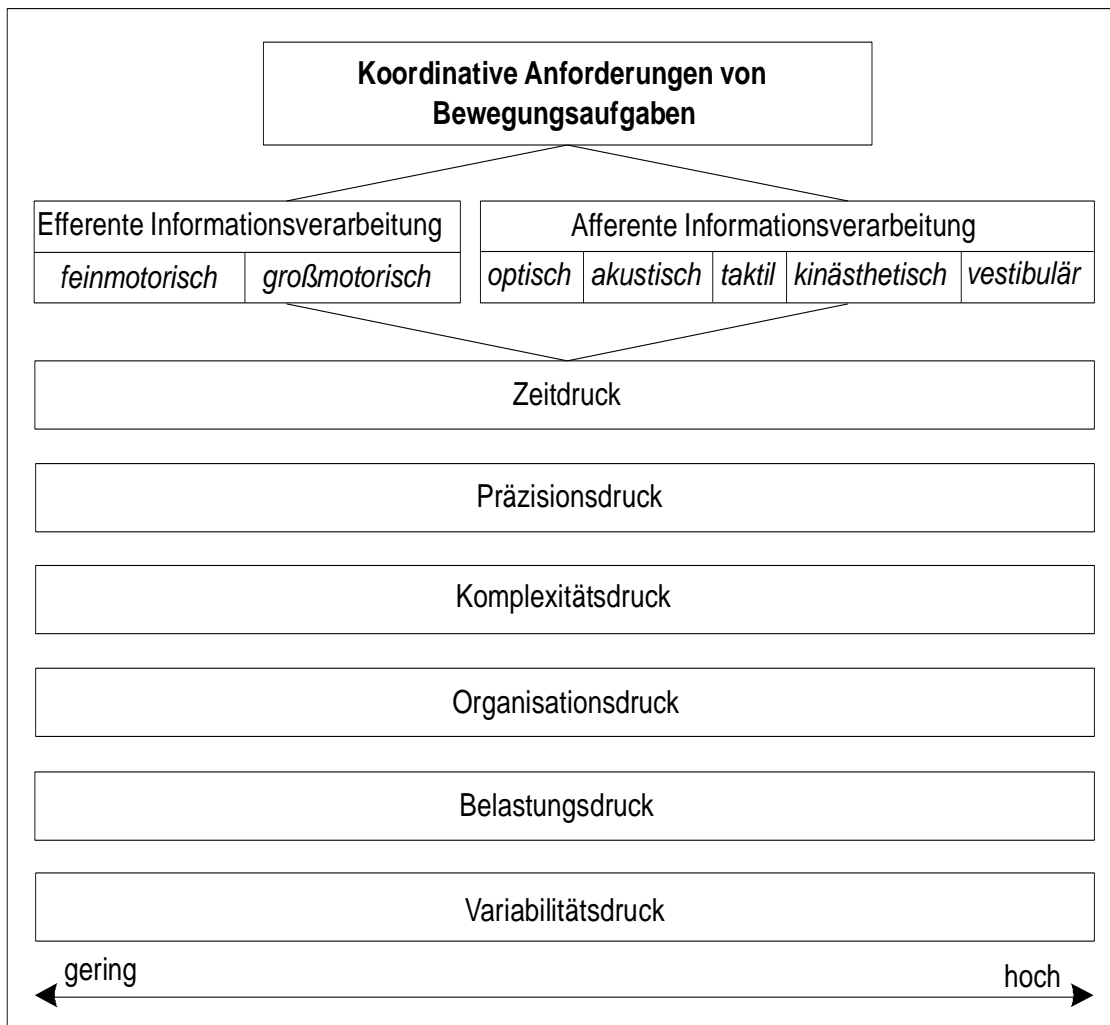 Koordinative Anforderungen von
Bewegungsaufgaben
Efferente Informationsverarbeitung
feinmotorisch
großmotorisch
Afferente Informationsverarbeitung
optisch
akustisch
taktil
kinästhetisch
vestibulär
Zeitdruck
Präzisionsdruck
Komplexitätsdruck
Organisationsdruck
Belastungsdruck
Variabilitätsdruck
gering
hoch